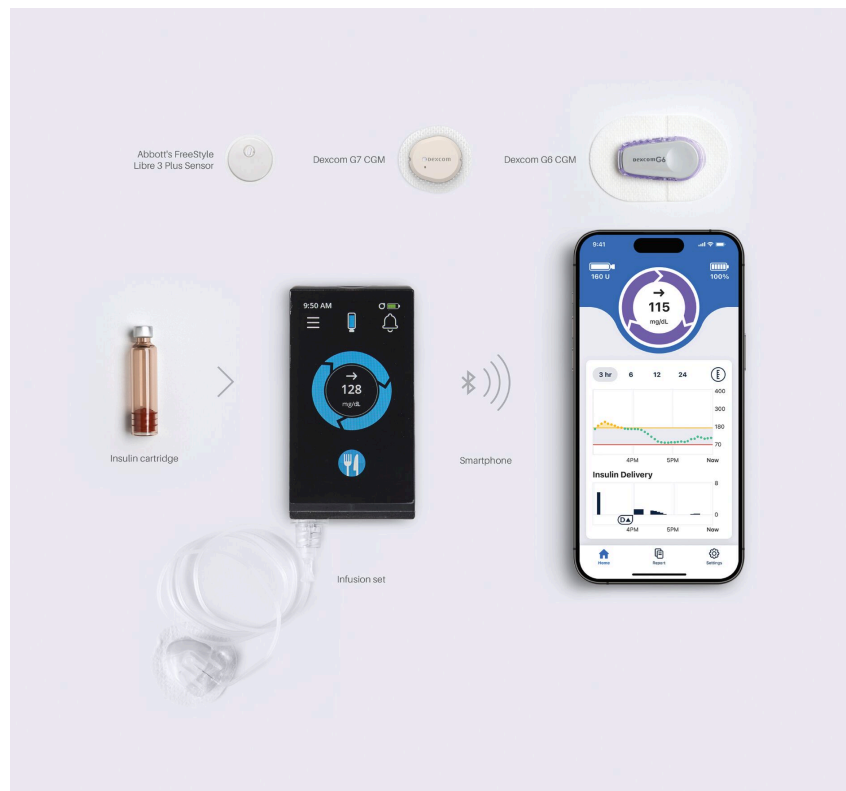 Abbott's FreeStyle
Libre 3 Plus Sensor
Dexcom G7 CGM
Dexcom
Dexcom G6 CGM
Dexcom G6
9:41
160 U
100%
115
mg/dL
3 hr 6 12 24
400
300
180
70
4PM 5PM Now
Insulin Delivery
8
0
D
4PM 5PM Now
Home Report Settings
9:50 AM
128
mg/dL
Insulin cartridge
Smartphone
Infusion set